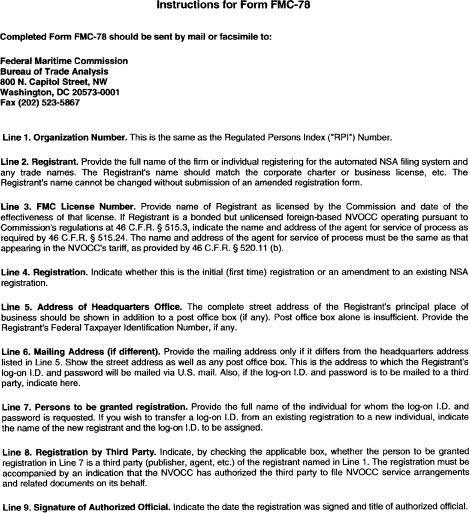 Instructions for Form FMC-78
Completed Form FMC-78 should be sent by mail or facsimile to:
Federal Maritime Commission
Bureau of Trade Analysis
800 N. Capitol Street, NW
Washington, DC 20573-0001
Fax (202) 523-5867
Line 1. Organization Number. This is the same as the Regulated Persons Index ("RPI") Number.
Line 2. Registrant. Provide the full name of the firm or individual registering for the automated NSA filing system and
any trade names. The Registrant's name should match the corporate charter or business license, etc. The
Registrant's name cannot be changed without submission of an amended registration form.
Line 3. FMC License Number. Provide name of Registrant as licensed by the Commission and date of the
effectiveness of that license. If Registrant is a bonded but unlicensed foreign-based NVOCC operating pursuant to
Commission's regulations at 46 C.F.R. § 515.3, indicate the name and address of the agent for service of process as
required by 46 C.F.R. § 515.24. The name and address of the agent for service of process must be the same as that
appearing in the NVOCC's tariff, as provided by 46 C.F.R. § 520.11 (b).
Line 4. Registration. Indicate whether this is the initial (first time) registration or an amendment to an existing NSA
registration.
Line 5. Address of Headquarters Office. The complete street address of the Registrant's principal place of
business should be shown in addition to a post office box (if any). Post office box alone is insufficient. Provide the
Registrant's Federal Taxpayer Identification Number, if any.
Line 6. Mailing Address (if different). Provide the mailing address only if it differs from the headquarters address
listed in Line 5. Show the street address as well as any post office box. This is the address to which the Registrant's
log-on I.D. and password will be mailed via U.S. mail. Also, if the log-on I.D. and password is to be mailed to a third
party, indicate here.
Line 7. Persons to be granted registration. Provide the full name of the individual for whom the log-on I.D. and
password is requested. If you wish to transfer a log-on I.D. from an existing registration to a new individual, indicate
the name of the new registrant and the log-on I.D. to be assigned.
Line 8. Registration by Third Party. Indicate, by checking the applicable box, whether the person to be granted
registration in Line 7 is a third party (publisher, agent, etc.) of the registrant named in Line 1. The registration must be
accompanied by an indication that the NVOCC has authorized the third party to file NVOCC service arrangements
and related documents on its behalf.
Line 9. Signature of Authorized Official. Indicate the date the registration was signed and title of authorized official.